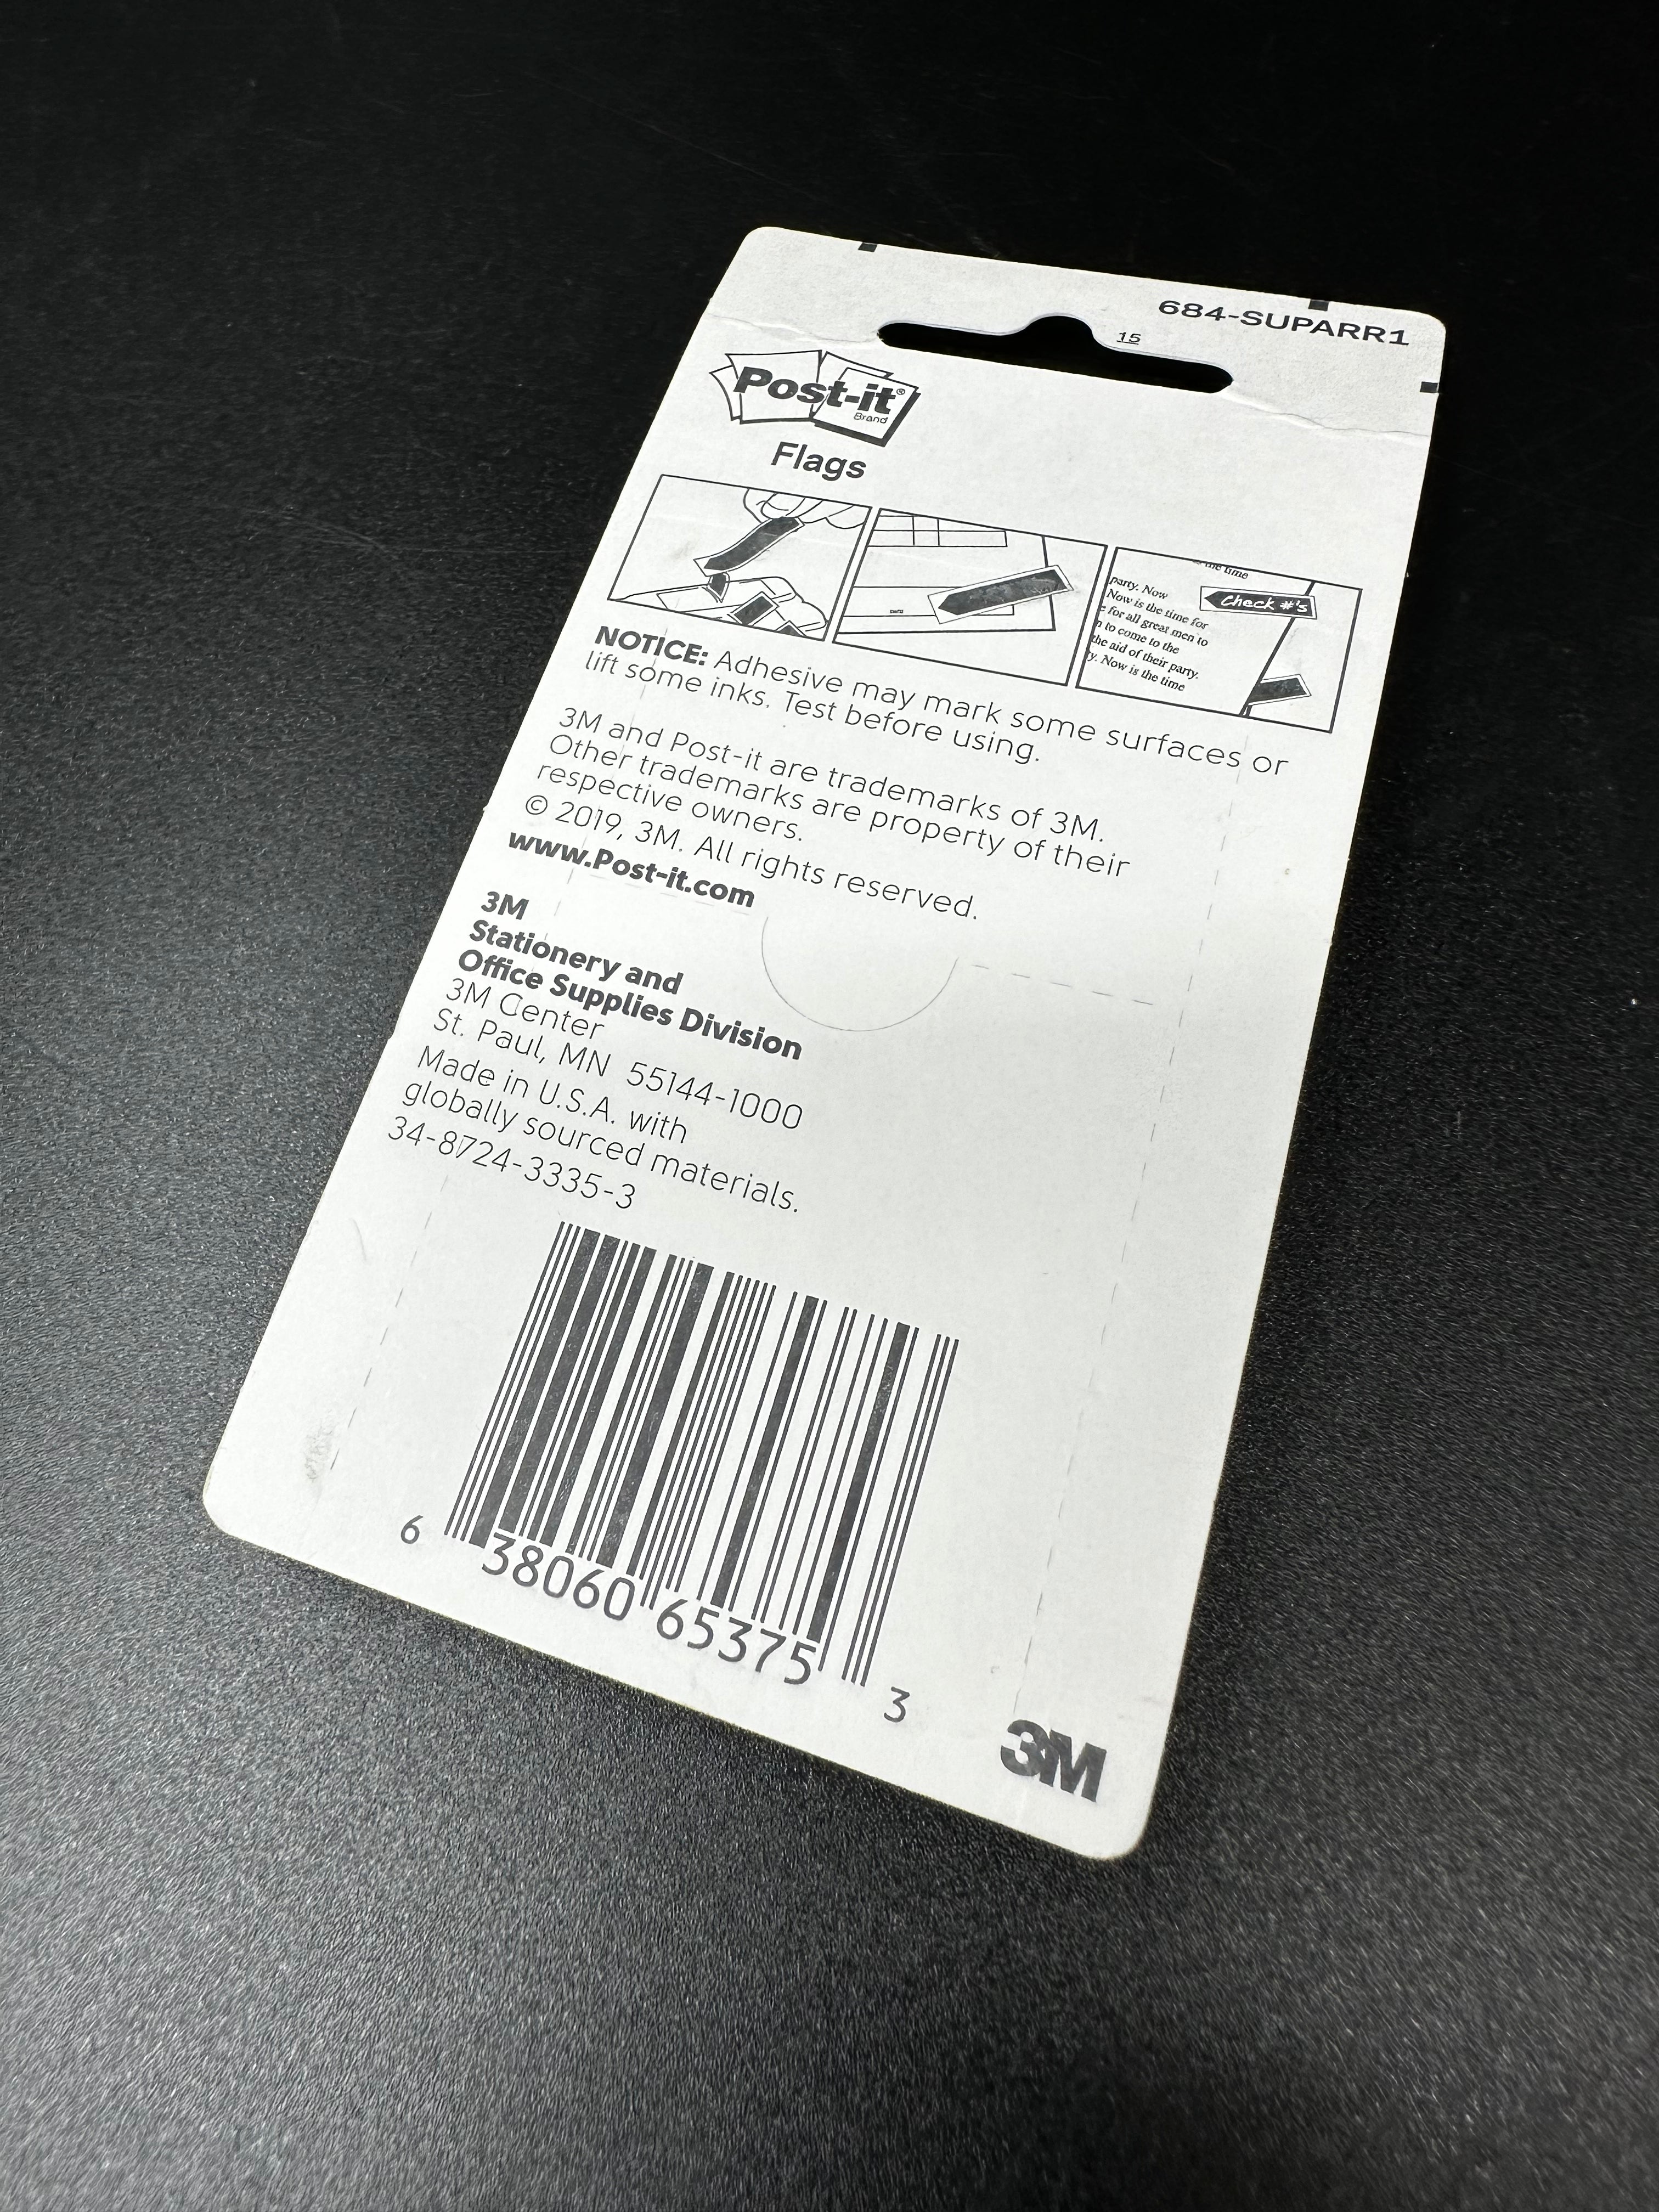 684-SUPARR1
15
Post-it®
Brand
Flags
the time
party. Now
Now is the time for
for all great men to
to come to the
the aid of their party.
y. Now is the time
Check #'s
NOTICE: Adhesive may mark some surfaces or
lift some inks. Test before using.
3M and Post-it are trademarks of 3M.
Other trademarks are property of their
respective owners.
© 2019, 3M. All rights reserved.
www.Post-it.com
3M
Stationery and
Office Supplies Division
3M Center
St. Paul, MN 55144-1000
Made in U.S.A. with
globally sourced materials.
34-8724-3335-3
6 38060 65375 3
3M